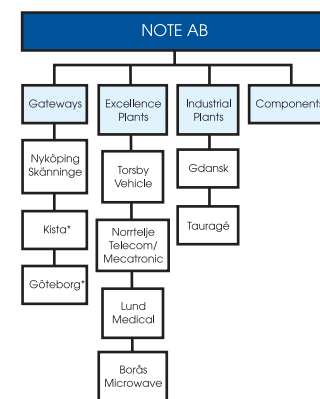 NOTE AB
Gateways
Excellence
Plants
Industrial
Plants
Components
Nyköping
Skänninge
Kista*
Göteborg*
Torsby
Vehicle
Norrtelje
Telecom/
Mecatronic
Lund
Medical
Borås
Microwave
Gdansk
Tauragé